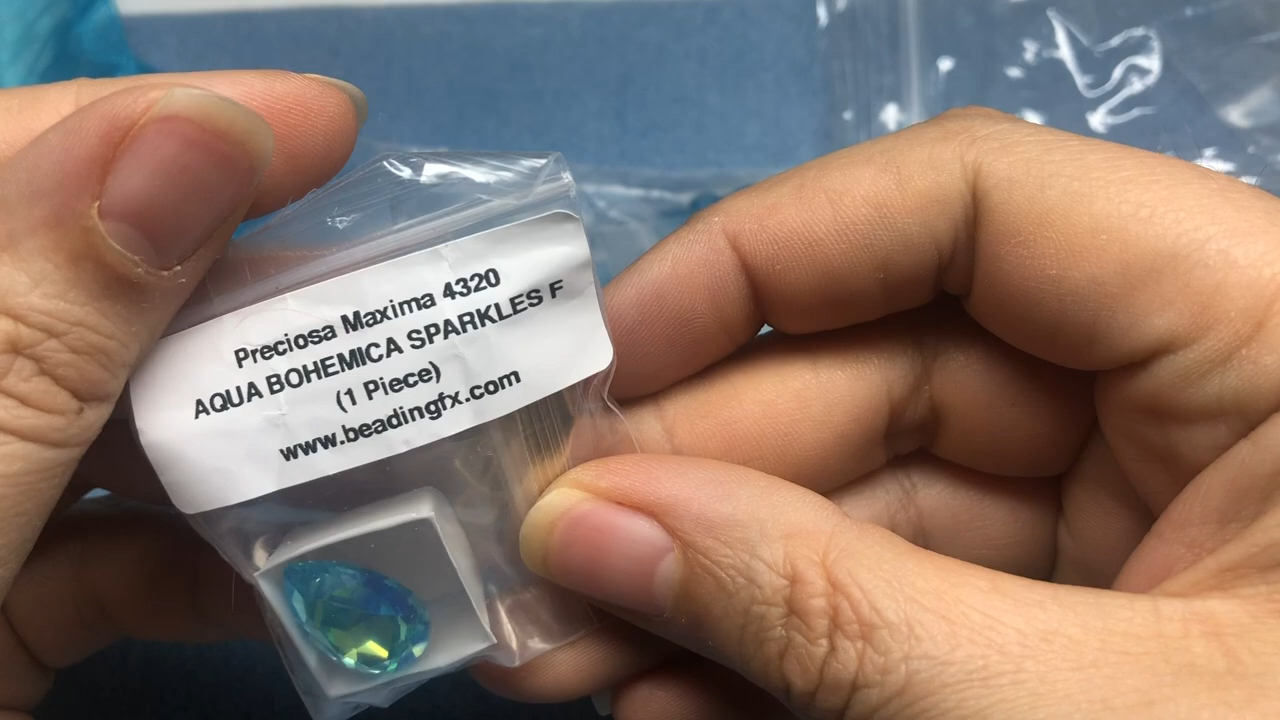 Preciosa Maxima 4320
AQUA BOHEMICA SPARKLES F
(1 Piece)
www.beadingfx.com